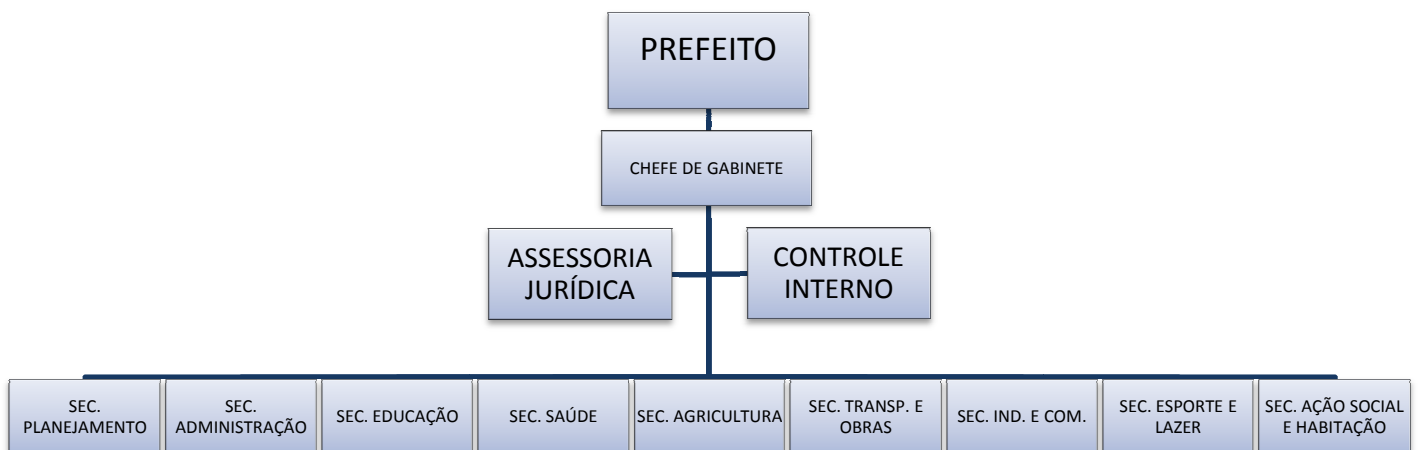 PREFEITO
CHEFE DE GABINETE
ASSESSORIA
JURÍDICA
CONTROLE
INTERNO
SEC.
PLANEJAMENTO
SEC.
ADMINISTRAÇÃO
SEC. EDUCAÇÃO
SEC. SAÚDE
SEC. AGRICULTURA
SEC. TRANSP. E
OBRAS
SEC. IND. E COM.
SEC. ESPORTE E
LAZER
SEC. AÇÃO SOCIAL
E HABITAÇÃO